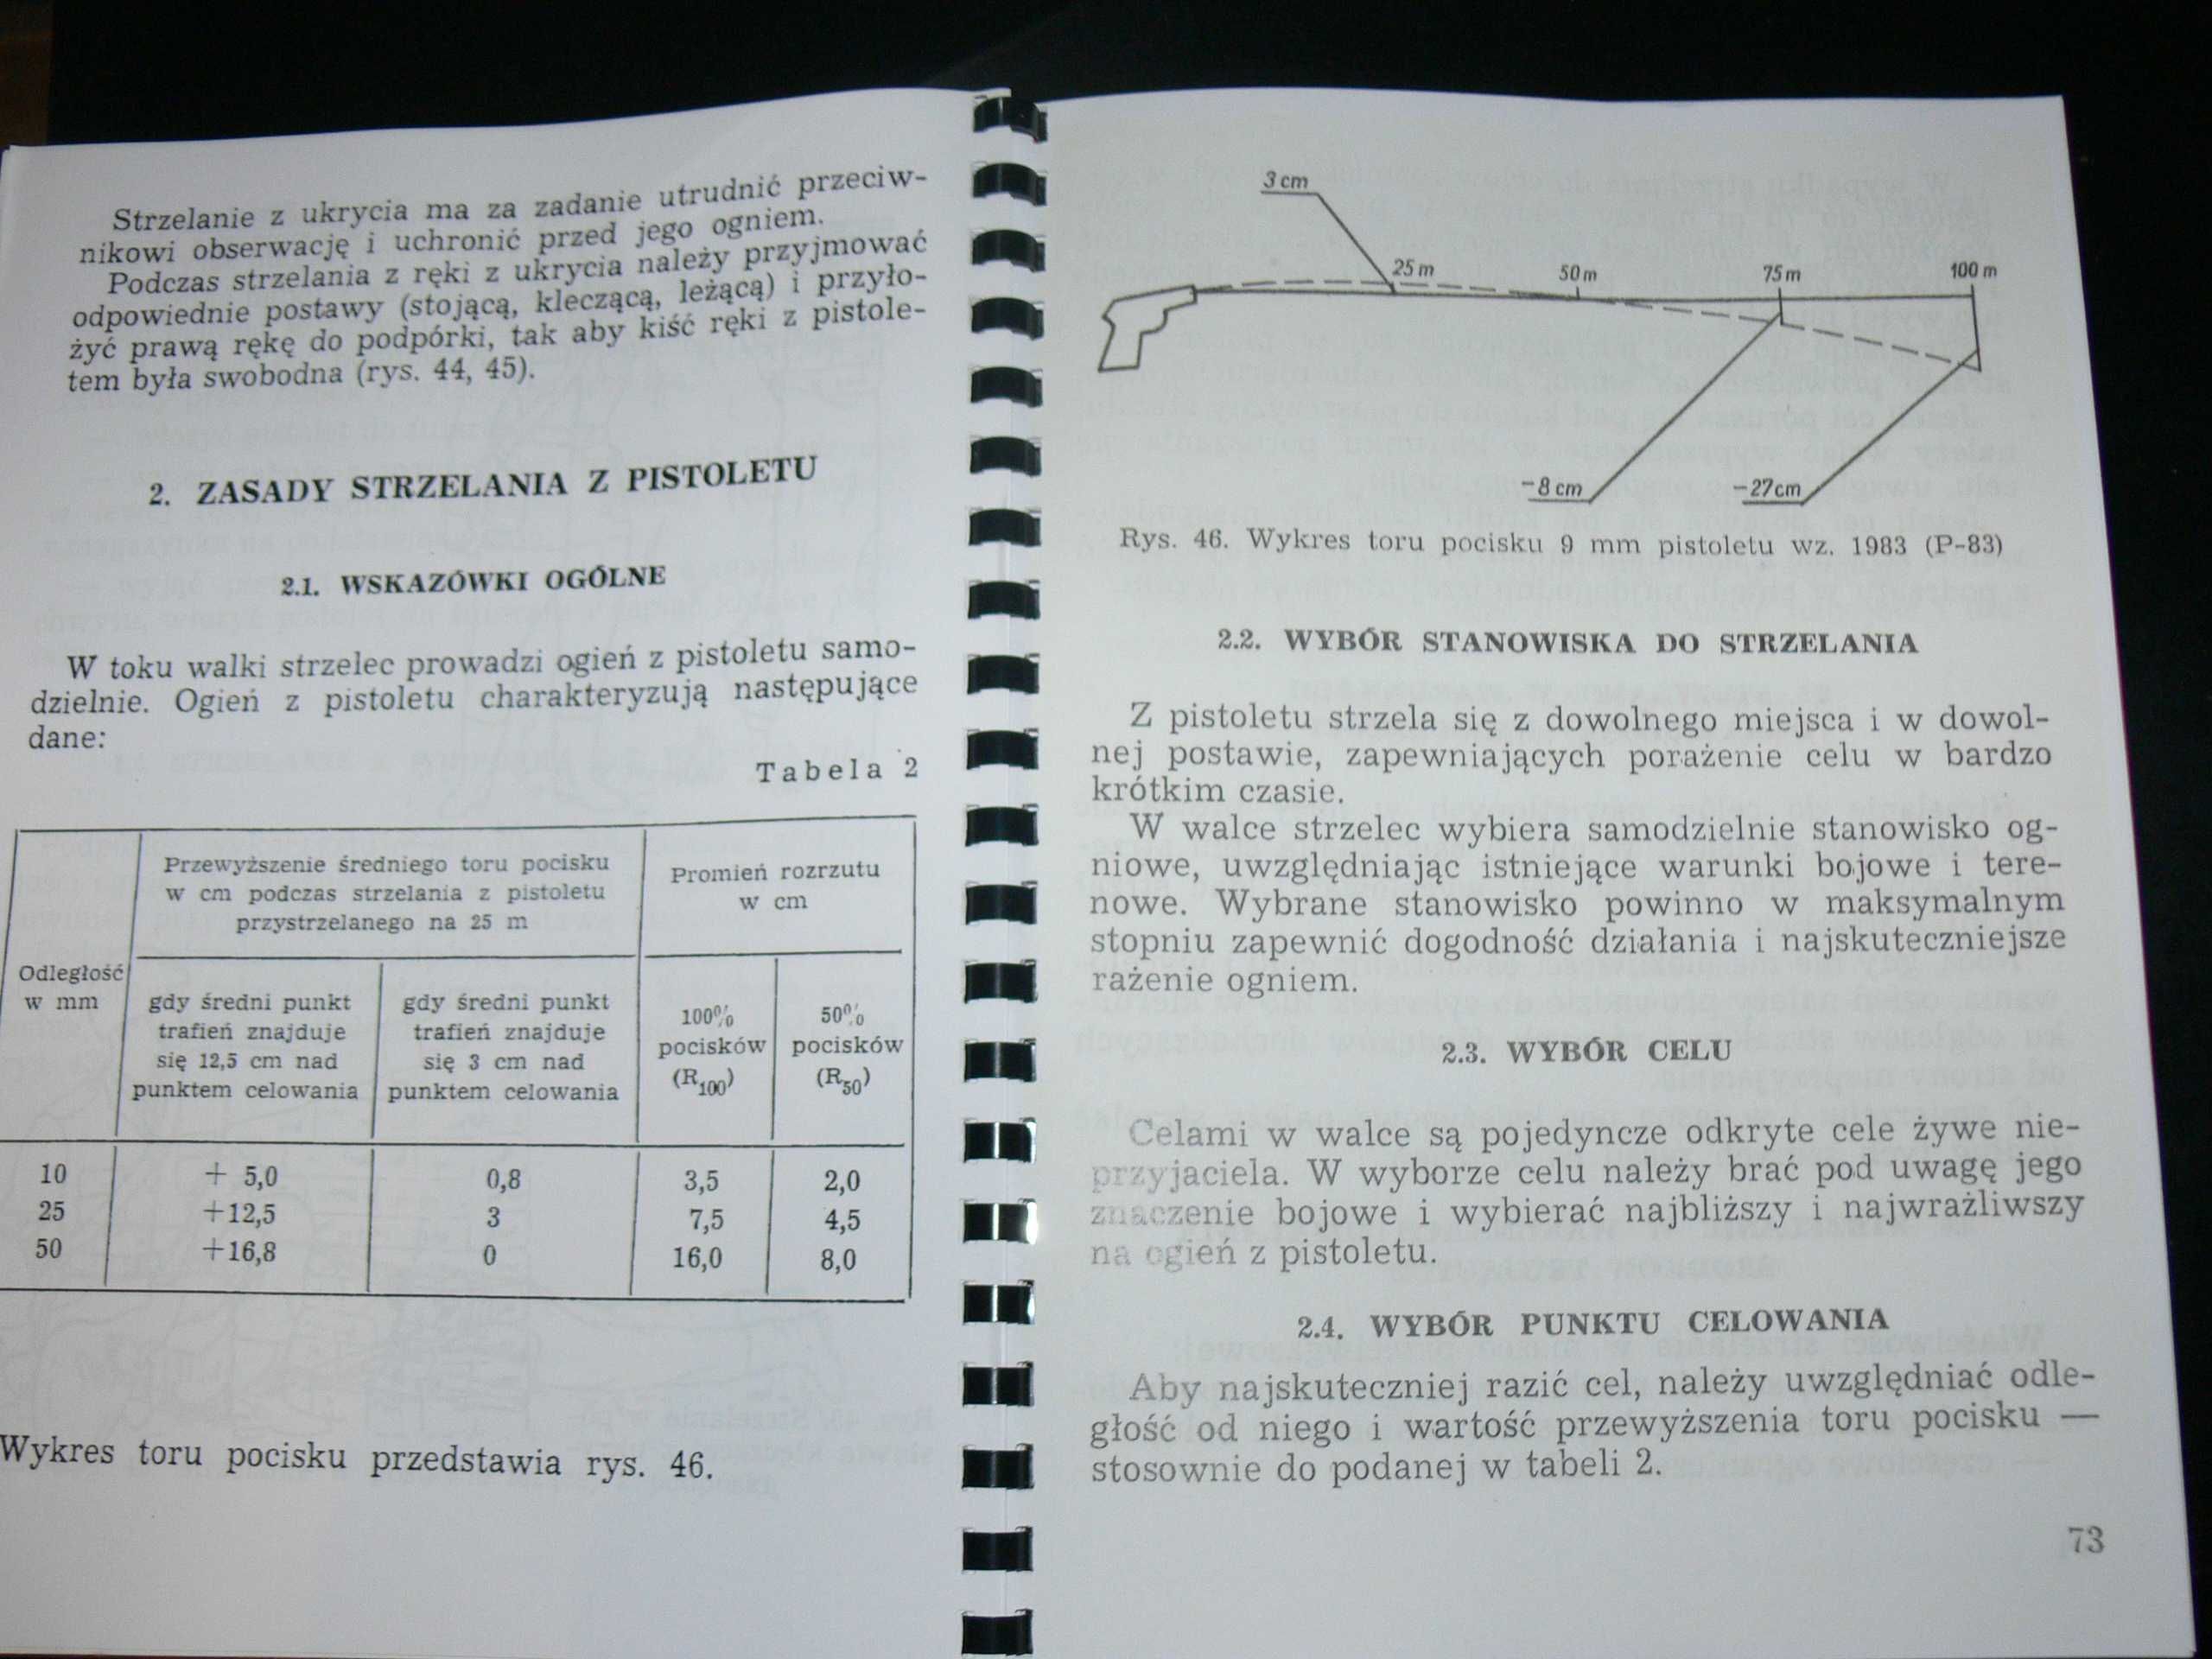 Strzelanie z ukrycia ma za zadanie utrudnić przeciw-
nikowi obserwację i uchronić przed jego ogniem.
Podczas strzelania z ręki z ukrycia należy przyjmować
odpowiednie postawy (stojącą, klęczącą, leżącą) i przyło-
żyć prawą rękę do podpórki, tak aby kiść ręki z pistole-
tem była swobodna (rys. 44, 45).
2. ZASADY STRZELANIA Z PISTOLETU
2.1. WSKAZÓWKI OGÓLNE
W toku walki strzelec prowadzi ogień z pistoletu samo-
dzielnie. Ogień z pistoletu charakteryzują następujące
dane:
Tabela 2
Odległość
w mm
Przewyższenie średniego toru pocisku
w cm podczas strzelania z pistoletu
przystrzelanego na 25 m
Promień rozrzutu
w cm
gdy średni punkt
trafień znajduje
się 12,5 cm nad
punktem celowania
gdy średni punkt
trafień znajduje
się 3 cm nad
punktem celowania
100%
pocisków
(R100)
50%
pocisków
(R50)
10 + 5,0 0,8 3,5 2,0
25 +12,5 3 7,5 4,5
50 +16,8 0 16,0 8,0
Wykres toru pocisku przedstawia rys. 46.
3 cm
25 m 50 m 75 m 100 m
-8 cm -27 cm
Rys. 46. Wykres toru pocisku 9 mm pistoletu wz. 1983 (P-83)
2.2. WYBÓR STANOWISKA DO STRZELANIA
Z pistoletu strzela się z dowolnego miejsca i w dowol-
nej postawie, zapewniających porażenie celu w bardzo
krótkim czasie.
W walce strzelec wybiera samodzielnie stanowisko og-
niowe, uwzględniając istniejące warunki bojowe i tere-
nowe. Wybrane stanowisko powinno w maksymalnym
stopniu zapewnić dogodność działania i najskuteczniejsze
rażenie ogniem.
2.3. WYBÓR CELU
Celami w walce są pojedyncze odkryte cele żywe nie-
przyjaciela. W wyborze celu należy brać pod uwagę jego
znaczenie bojowe i wybierać najbliższy i najwrażliwszy
na ogień z pistoletu.
2.4. WYBÓR PUNKTU CELOWANIA
Aby najskuteczniej razić cel, należy uwzględniać odle-
głość od niego i wartość przewyższenia toru pocisku —
stosownie do podanej w tabeli 2.
73